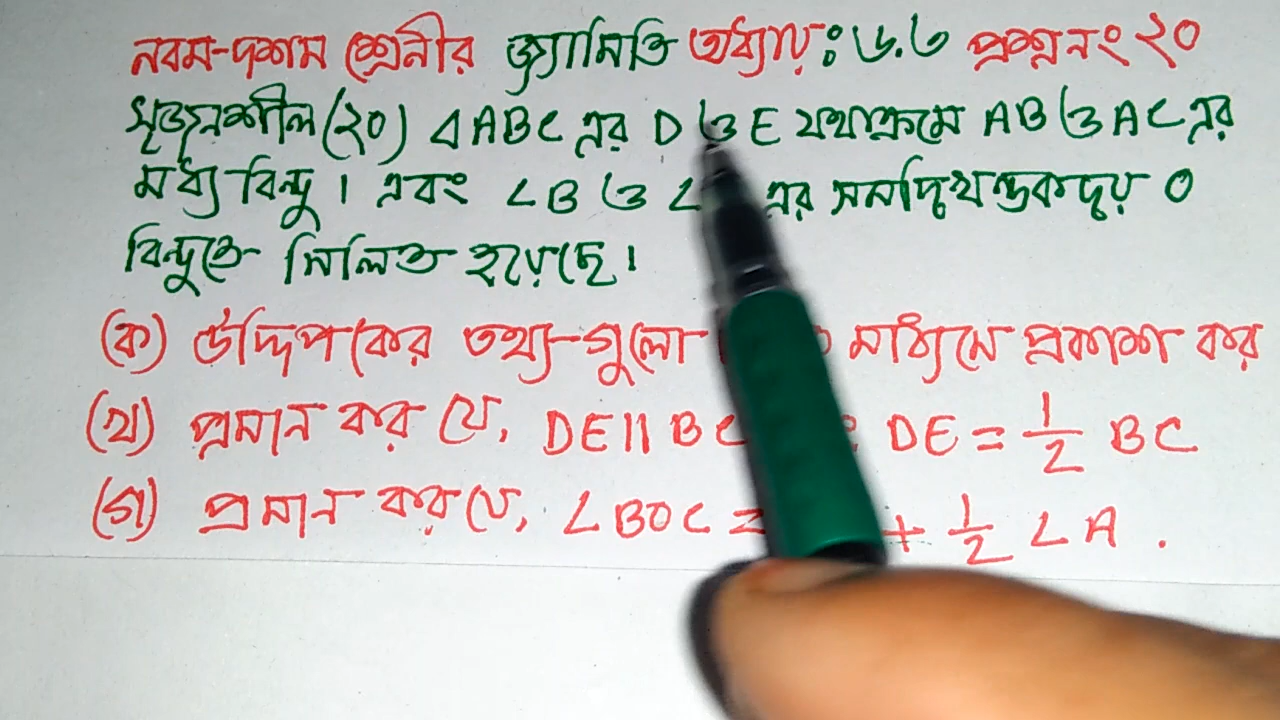 নবম-দশম শ্রেনীর জ্যামিতি অধ্যায়ঃ ৬.৩ প্রশ্ন নং ২০
সৃজনশীল (২০) ∆ ABC এর D ও E যথাক্রমে AB ও AC এর
মধ্য বিন্দু। এবং ∠B ও ∠ এর সমদ্বিখন্ডকদ্বয় O
বিন্দুতে মিলিত হয়েছে।
(ক) উদ্দিপকের তথ্য-গুলো মাধ্যমে প্রকাশ কর
(খ) প্রমান কর যে, DE || BC DE = 1/2 BC
(গ) প্রমান কর যে, ∠BOC = + 1/2 ∠A.